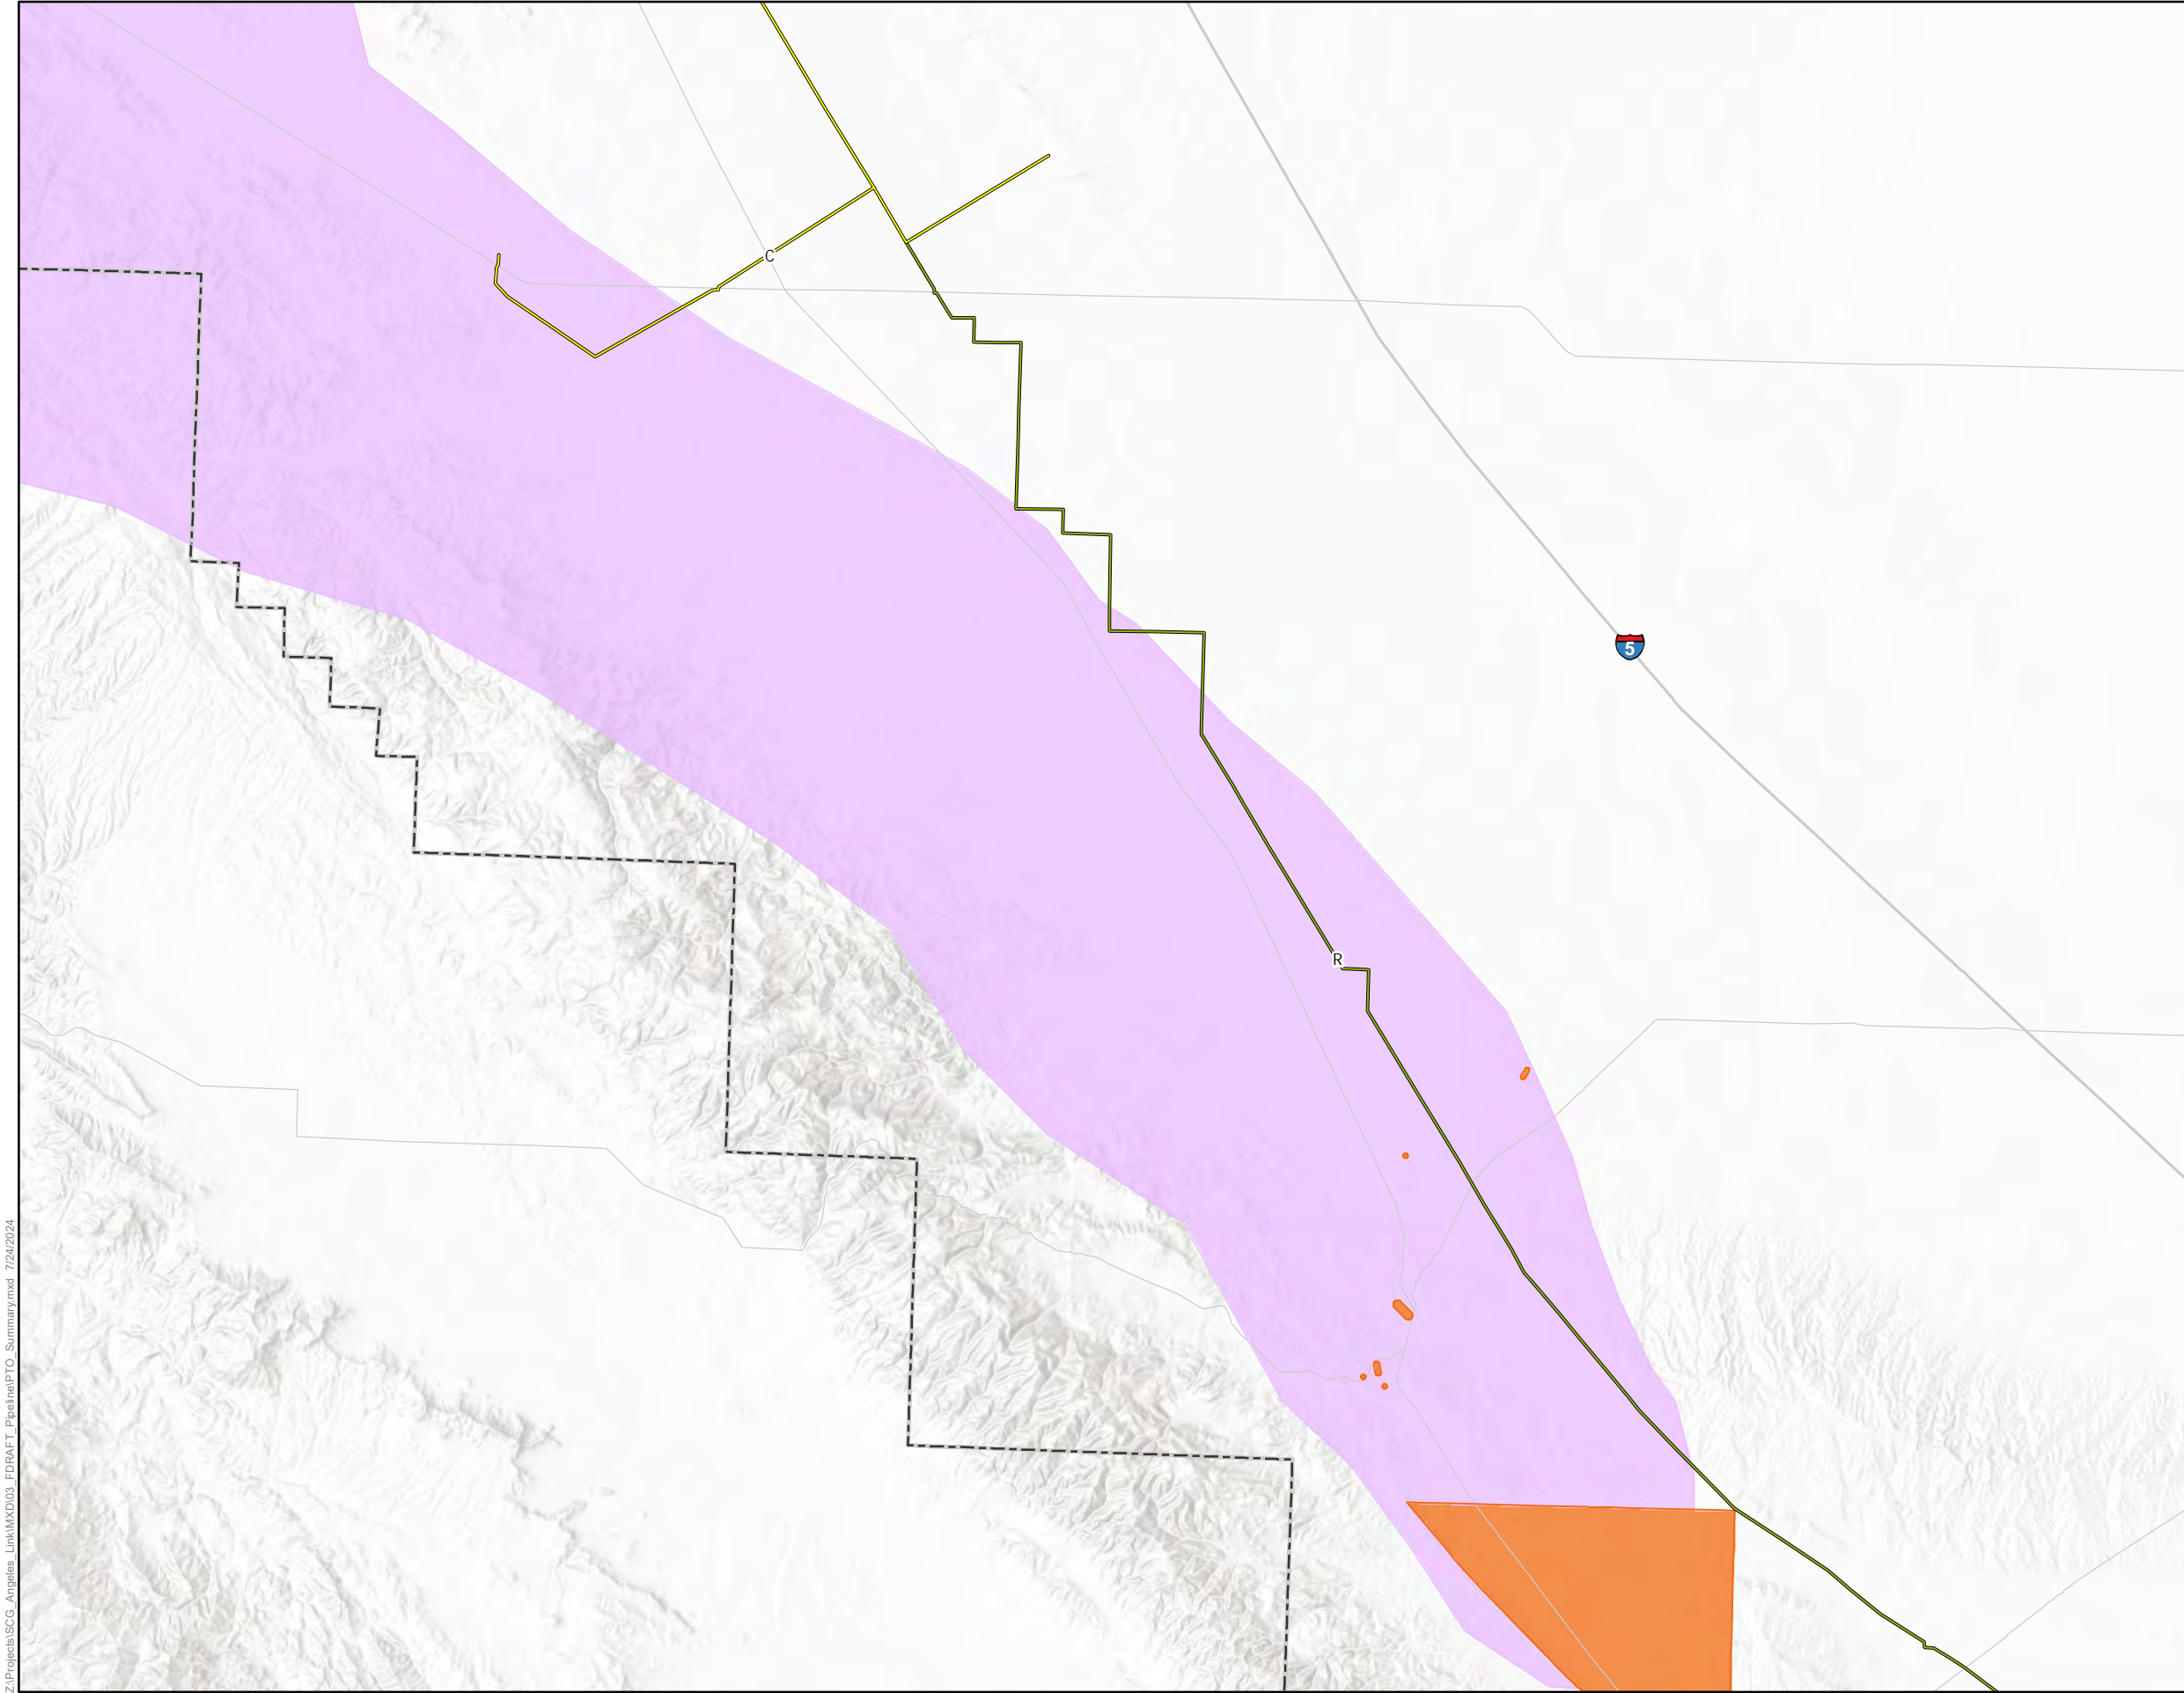 C
5
R
Z:\Projects\SCG_Angeles_Link\MXD\03_FDRAFT_Pipeline\PTO_Summary.mxd 7/24/2024